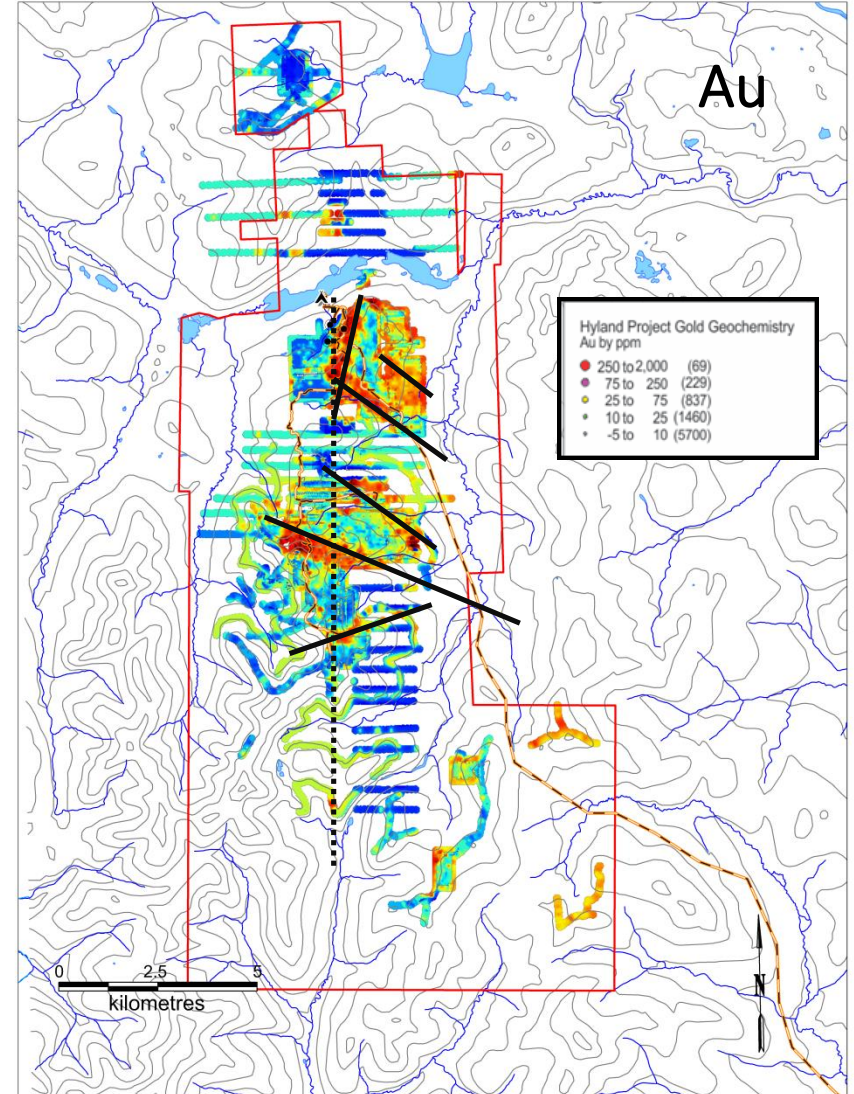 Au
Hyland Project Gold Geochemistry
Au by ppm
250 to 2,000 (69)
75 to 250 (229)
25 to 75 (837)
10 to 25 (1460)
-5 to 10 (5700)
0 2.5 5
kilometres
N